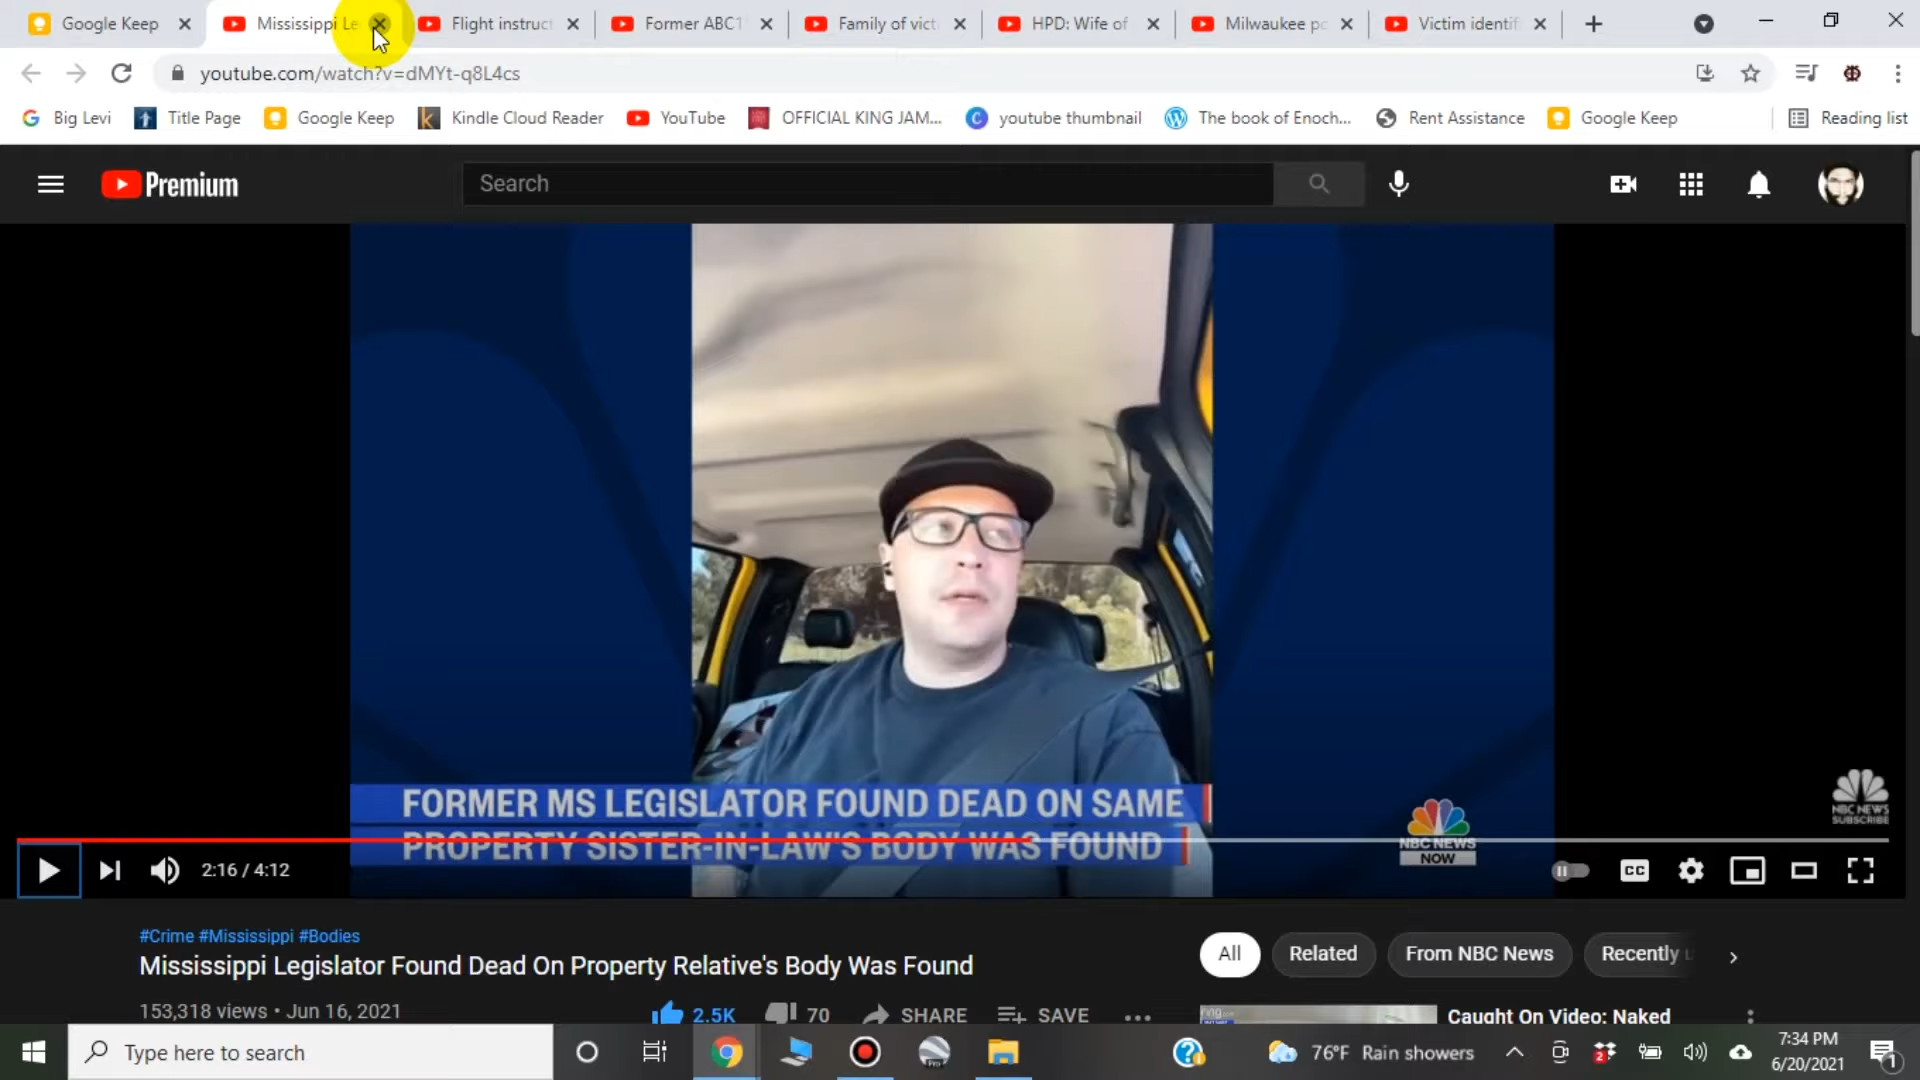 Google Keep
Mississippi Le
Flight instruct
Former ABC1
Family of victi
HPD: Wife of
Milwaukee po
Victim identifi
youtube.com/watch?v=dMYt-q8L4cs
Big Levi
Title Page
Google Keep
Kindle Cloud Reader
YouTube
OFFICIAL KING JAM...
youtube thumbnail
The book of Enoch...
Rent Assistance
Google Keep
Reading list
Premium
Search
FORMER MS LEGISLATOR FOUND DEAD ON SAME
PROPERTY SISTER-IN-LAW'S BODY WAS FOUND
NBC NEWS
NOW
NBC NEWS
SUBSCRIBE
2:16 / 4:12
CC
#Crime #Mississippi #Bodies
Mississippi Legislator Found Dead On Property Relative's Body Was Found
153,318 views • Jun 16, 2021
2.5K
70
SHARE
SAVE
All
Related
From NBC News
Recently
Caught On Video: Naked
Type here to search
76°F Rain showers
2
7:34 PM
6/20/2021
1